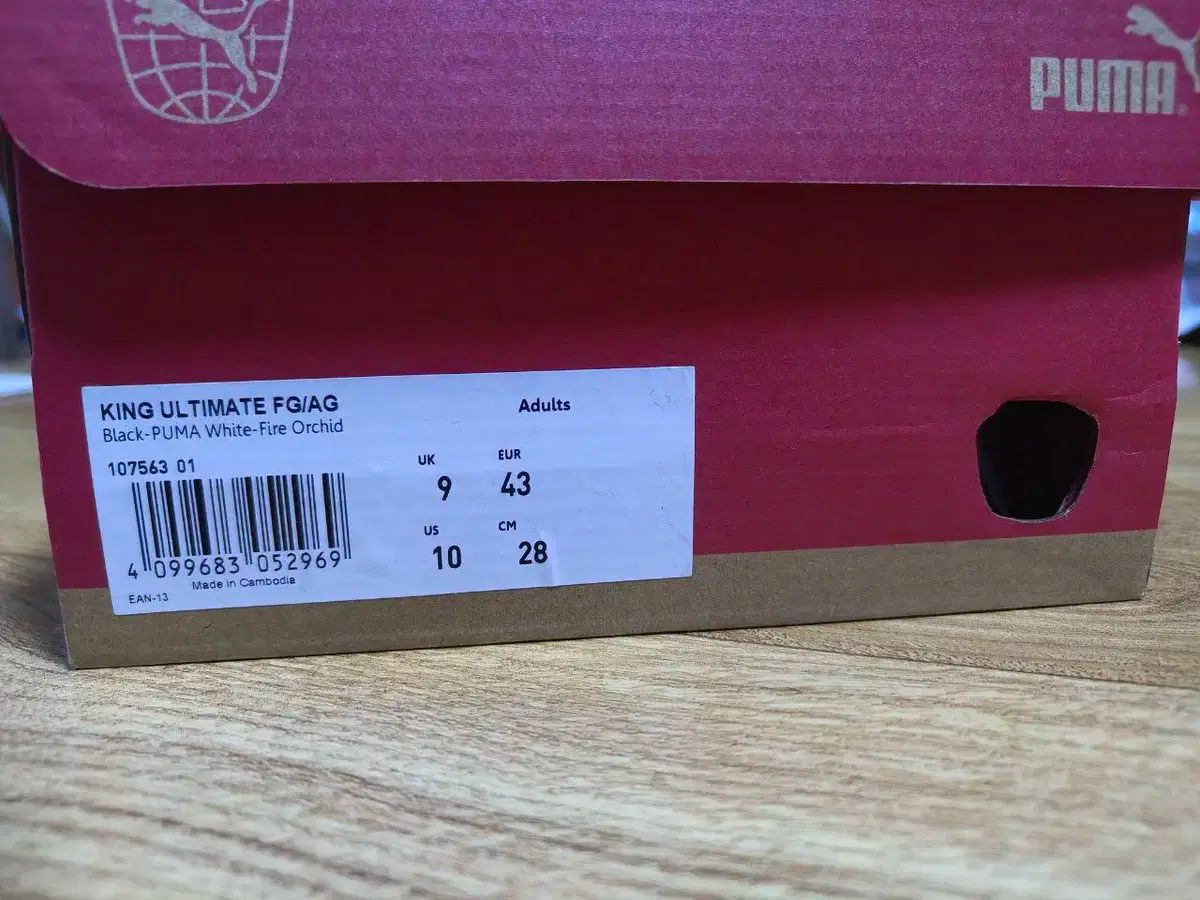 PUMA
KING ULTIMATE FG/AG
Adults
Black-PUMA White-Fire Orchid
107563 01
UK
9
EUR
43
US
10
CM
28
4 099683 052969
Made in Cambodia
EAN-13